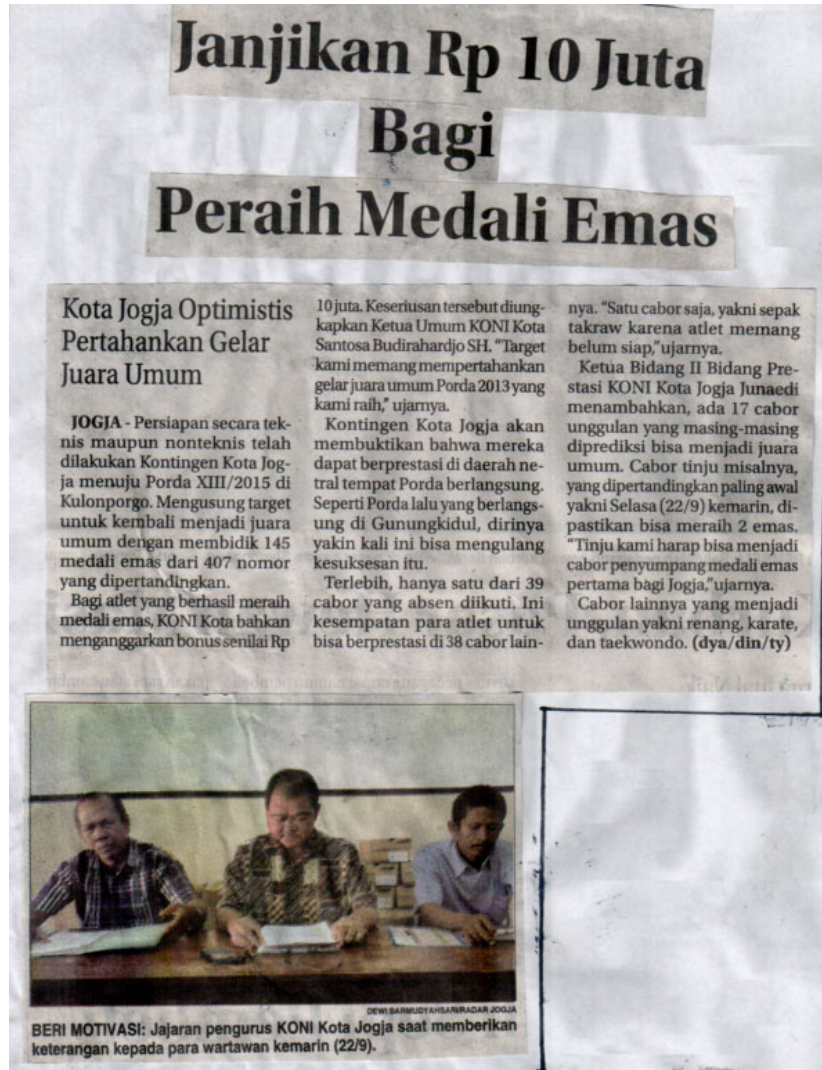 Janjikan Rp 10 Juta
Bagi
Peraih Medali Emas
Kota Jogja Optimistis
Pertahankan Gelar
Juara Umum
JOGJA - Persiapan secara tek-
nis maupun nonteknis telah
dilakukan Kontingen Kota Jog-
ja menuju Porda XIII/2015 di
Kulonporgo. Mengusung target
untuk kembali menjadi juara
umum dengan membidik 145
medali emas dari 407 nomor
yang dipertandingkan.
Bagi atlet yang berhasil meraih
medali emas, KONI Kota bahkan
menganggarkan bonus senilai Rp
10 juta. Keseriusan tersebut diung-
kapkan Ketua Umum KONI Kota
Santosa Budirahardjo SH. “Target
kami memang mempertahankan
gelar juara umum Porda 2013 yang
kami raih,” ujarnya.
Kontingen Kota Jogja akan
membuktikan bahwa mereka
dapat berprestasi di daerah ne-
tral tempat Porda berlangsung.
Seperti Porda lalu yang berlangs-
ung di Gunungkidul, dirinya
yakin kali ini bisa mengulang
kesuksesan itu.
Terlebih, hanya satu dari 39
cabor yang absen diikuti. Ini
kesempatan para atlet untuk
bisa berprestasi di 38 cabor lain-
nya. “Satu cabor saja, yakni sepak
takraw karena atlet memang
belum siap,”ujarnya.
Ketua Bidang II Bidang Pre-
stasi KONI Kota Jogja Junaedi
menambahkan, ada 17 cabor
unggulan yang masing-masing
diprediksi bisa menjadi juara
umum. Cabor tinju misalnya,
yang dipertandingkan paling awal
yakni Selasa (22/9) kemarin, di-
pastikan bisa meraih 2 emas.
“Tinju kami harap bisa menjadi
cabor penyumpang medali emas
pertama bagi Jogja,”ujarnya.
Cabor lainnya yang menjadi
unggulan yakni renang, karate,
dan taekwondo. (dya/din/ty)
DEWI SARMUDYAHSARI/RADAR JOGJA
BERI MOTIVASI: Jajaran pengurus KONI Kota Jogja saat memberikan
keterangan kepada para wartawan kemarin (22/9).